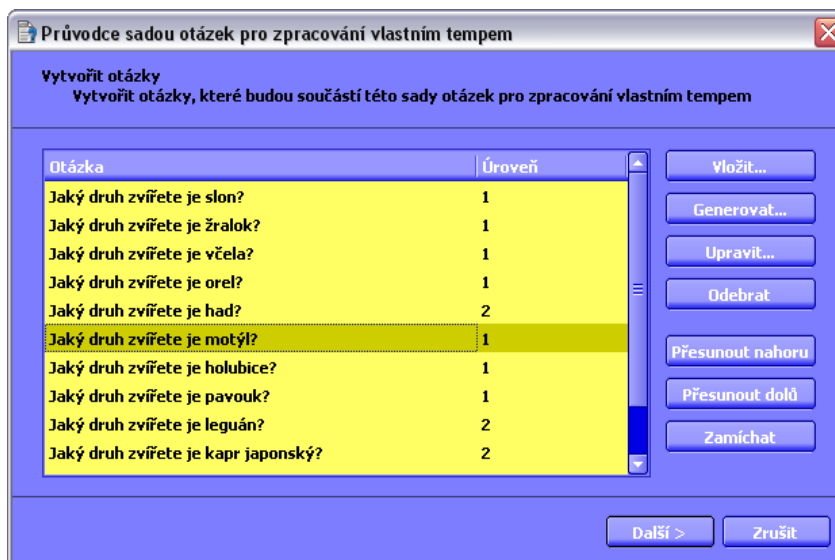 Průvodce sadou otázek pro zpracování vlastním tempem
Vytvořit otázky
Vytvořit otázky, které budou součástí této sady otázek pro zpracování vlastním tempem
Otázka Úroveň
Jaký druh zvířete je slon? 1
Jaký druh zvířete je žralok? 1
Jaký druh zvířete je včela? 1
Jaký druh zvířete je orel? 1
Jaký druh zvířete je had? 2
Jaký druh zvířete je motýl? 1
Jaký druh zvířete je holubice? 1
Jaký druh zvířete je pavouk? 1
Jaký druh zvířete je leguán? 2
Jaký druh zvířete je kapr japonský? 2
Vložit...
Generovat...
Upravit...
Odebrat
Přesunout nahoru
Přesunout dolů
Zamíchat
Další > Zrušit